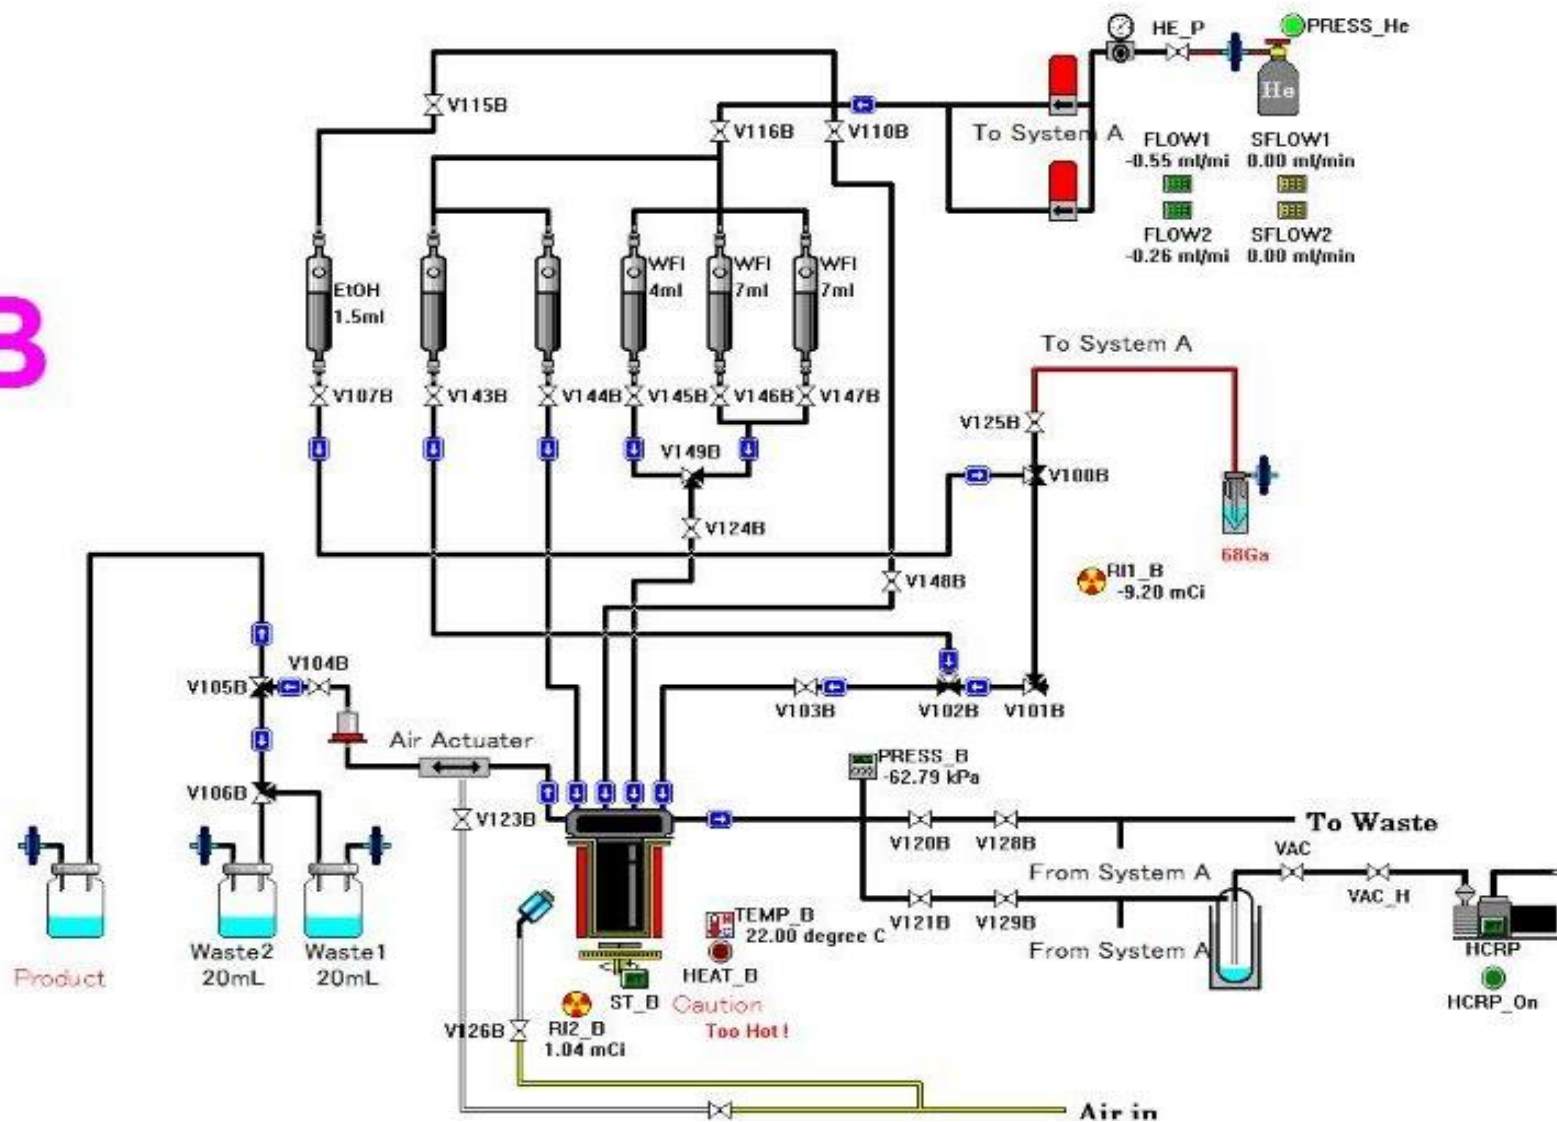 HE_P
PRESS_He
He
V115B
V116B
V110B
To System A
FLOW1
-0.55 ml/mi
SFLOW1
0.00 ml/min
FLOW2
-0.26 ml/mi
SFLOW2
0.00 ml/min
EtOH
1.5ml
WFI
4ml
WFI
7ml
WFI
7ml
B
To System A
V107B
V143B
V144B
V145B
V146B
V147B
V125B
V149B
V100B
V124B
68Ga
V148B
RI1_B
-9.20 mCi
V104B
V105B
V103B
V102B
V101B
Air Actuater
PRESS_B
-62.79 kPa
V106B
V123B
V120B
V128B
To Waste
From System A
VAC
VAC_H
V121B
V129B
From System A
HCRP
HCRP_On
TEMP_B
22.00 degree C
HEAT_B
Caution
Too Hot !
ST_B
Waste2
20mL
Waste1
20mL
Product
V126B
RI2_B
1.04 mCi
Air in